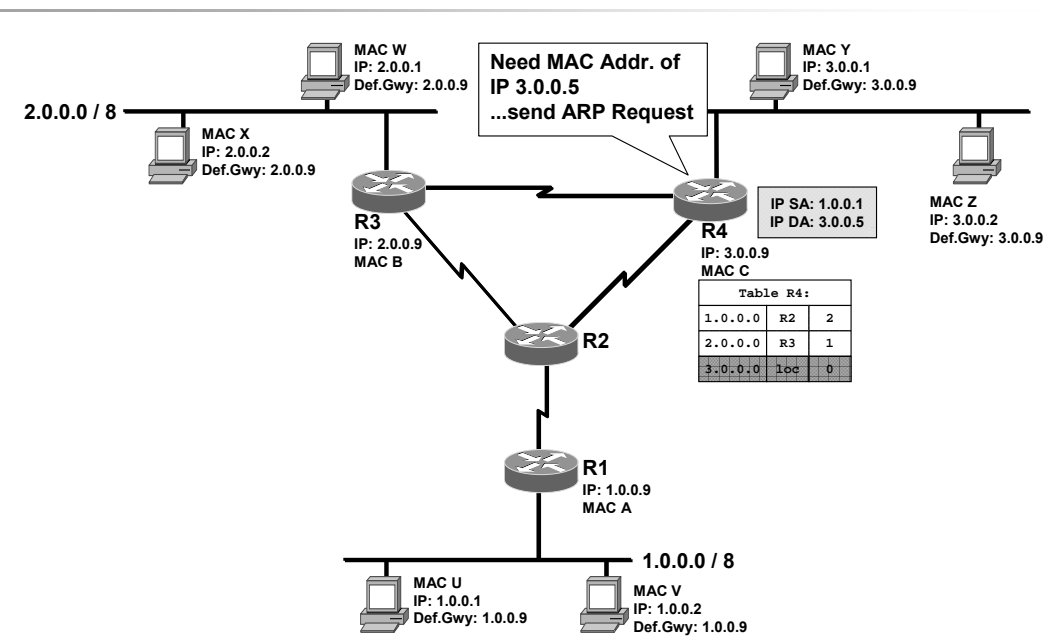 MAC W
IP: 2.0.0.1
Def.Gwy: 2.0.0.9
2.0.0.0 / 8
MAC X
IP: 2.0.0.2
Def.Gwy: 2.0.0.9
Need MAC Addr. of
IP 3.0.0.5
...send ARP Request
MAC Y
IP: 3.0.0.1
Def.Gwy: 3.0.0.9
MAC Z
IP: 3.0.0.2
Def.Gwy: 3.0.0.9
R3
IP: 2.0.0.9
MAC B
IP SA: 1.0.0.1
IP DA: 3.0.0.5
R4
IP: 3.0.0.9
MAC C
Table R4:
1.0.0.0 R2 2
2.0.0.0 R3 1
3.0.0.0 loc 0
R2
R1
IP: 1.0.0.9
MAC A
1.0.0.0 / 8
MAC U
IP: 1.0.0.1
Def.Gwy: 1.0.0.9
MAC V
IP: 1.0.0.2
Def.Gwy: 1.0.0.9